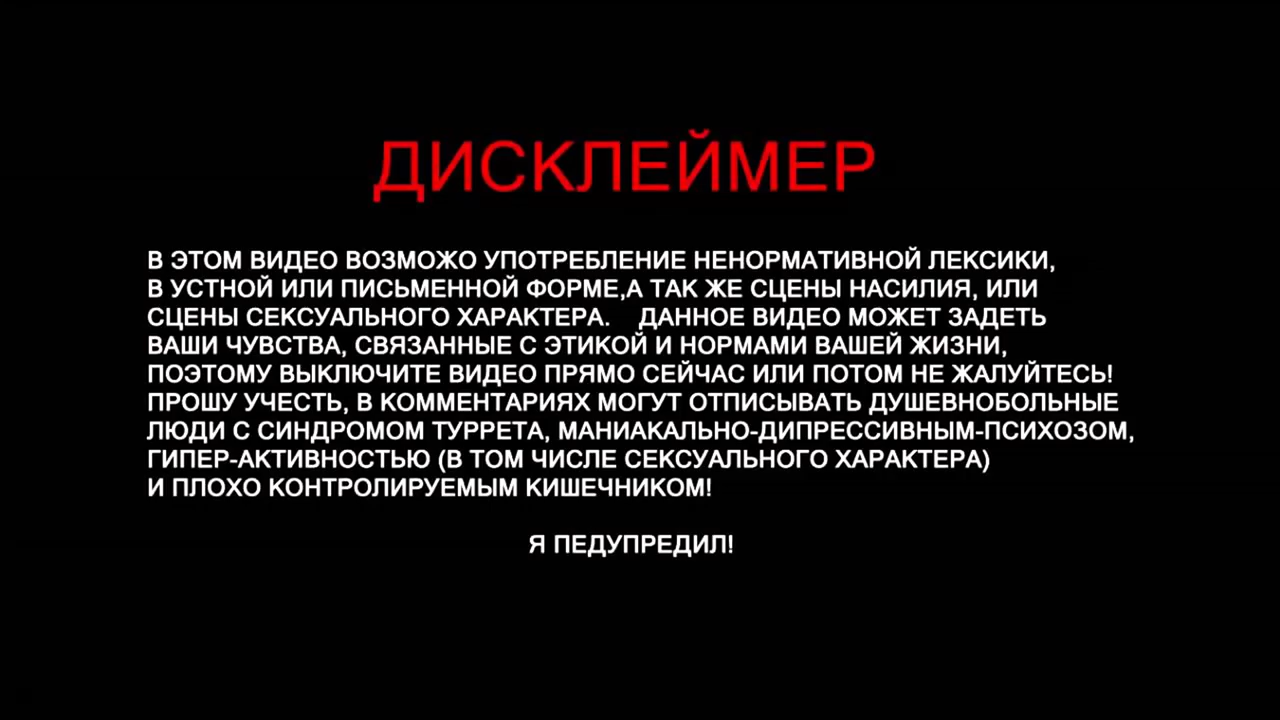 ДИСКЛЕЙМЕР
В ЭТОМ ВИДЕО ВОЗМОЖО УПОТРЕБЛЕНИЕ НЕНОРМАТИВНОЙ ЛЕКСИКИ,
В УСТНОЙ ИЛИ ПИСЬМЕННОЙ ФОРМЕ,А ТАК ЖЕ СЦЕНЫ НАСИЛИЯ, ИЛИ
СЦЕНЫ СЕКСУАЛЬНОГО ХАРАКТЕРА. ДАННОЕ ВИДЕО МОЖЕТ ЗАДЕТЬ
ВАШИ ЧУВСТВА, СВЯЗАННЫЕ С ЭТИКОЙ И НОРМАМИ ВАШЕЙ ЖИЗНИ,
ПОЭТОМУ ВЫКЛЮЧИТЕ ВИДЕО ПРЯМО СЕЙЧАС ИЛИ ПОТОМ НЕ ЖАЛУЙТЕСЬ!
ПРОШУ УЧЕСТЬ, В КОММЕНТАРИЯХ МОГУТ ОТПИСЫВАТЬ ДУШЕВНОБОЛЬНЫЕ
ЛЮДИ С СИНДРОМОМ ТУРРЕТА, МАНИАКАЛЬНО-ДИПРЕССИВНЫМ-ПСИХОЗОМ,
ГИПЕР-АКТИВНОСТЬЮ (В ТОМ ЧИСЛЕ СЕКСУАЛЬНОГО ХАРАКТЕРА)
И ПЛОХО КОНТРОЛИРУЕМЫМ КИШЕЧНИКОМ!
Я ПЕДУПРЕДИЛ!